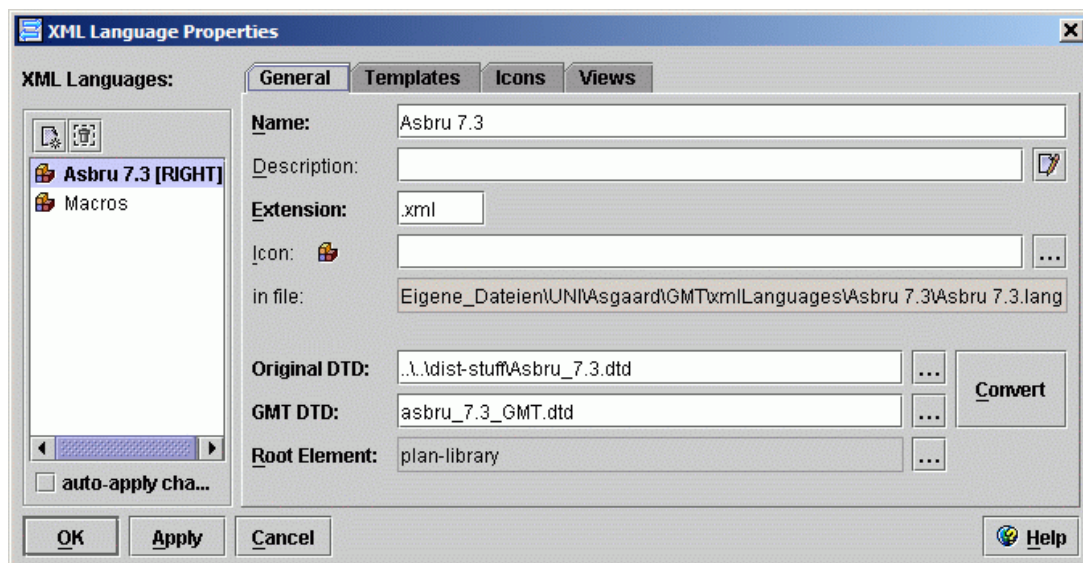 XML Language Properties
XML Languages:
General Templates Icons Views
Asbru 7.3 [RIGHT]
Macros
auto-apply cha...
Name: Asbru 7.3
Description:
Extension: .xml
Icon: ...
in file: Eigene_Dateien\UNI\Asgaard\GMT\xmlLanguages\Asbru 7.3\Asbru 7.3.lang
Original DTD: ..\..\dist-stuff\Asbru_7.3.dtd ...
Convert
GMT DTD: asbru_7.3_GMT.dtd ...
Root Element: plan-library ...
OK Apply Cancel Help